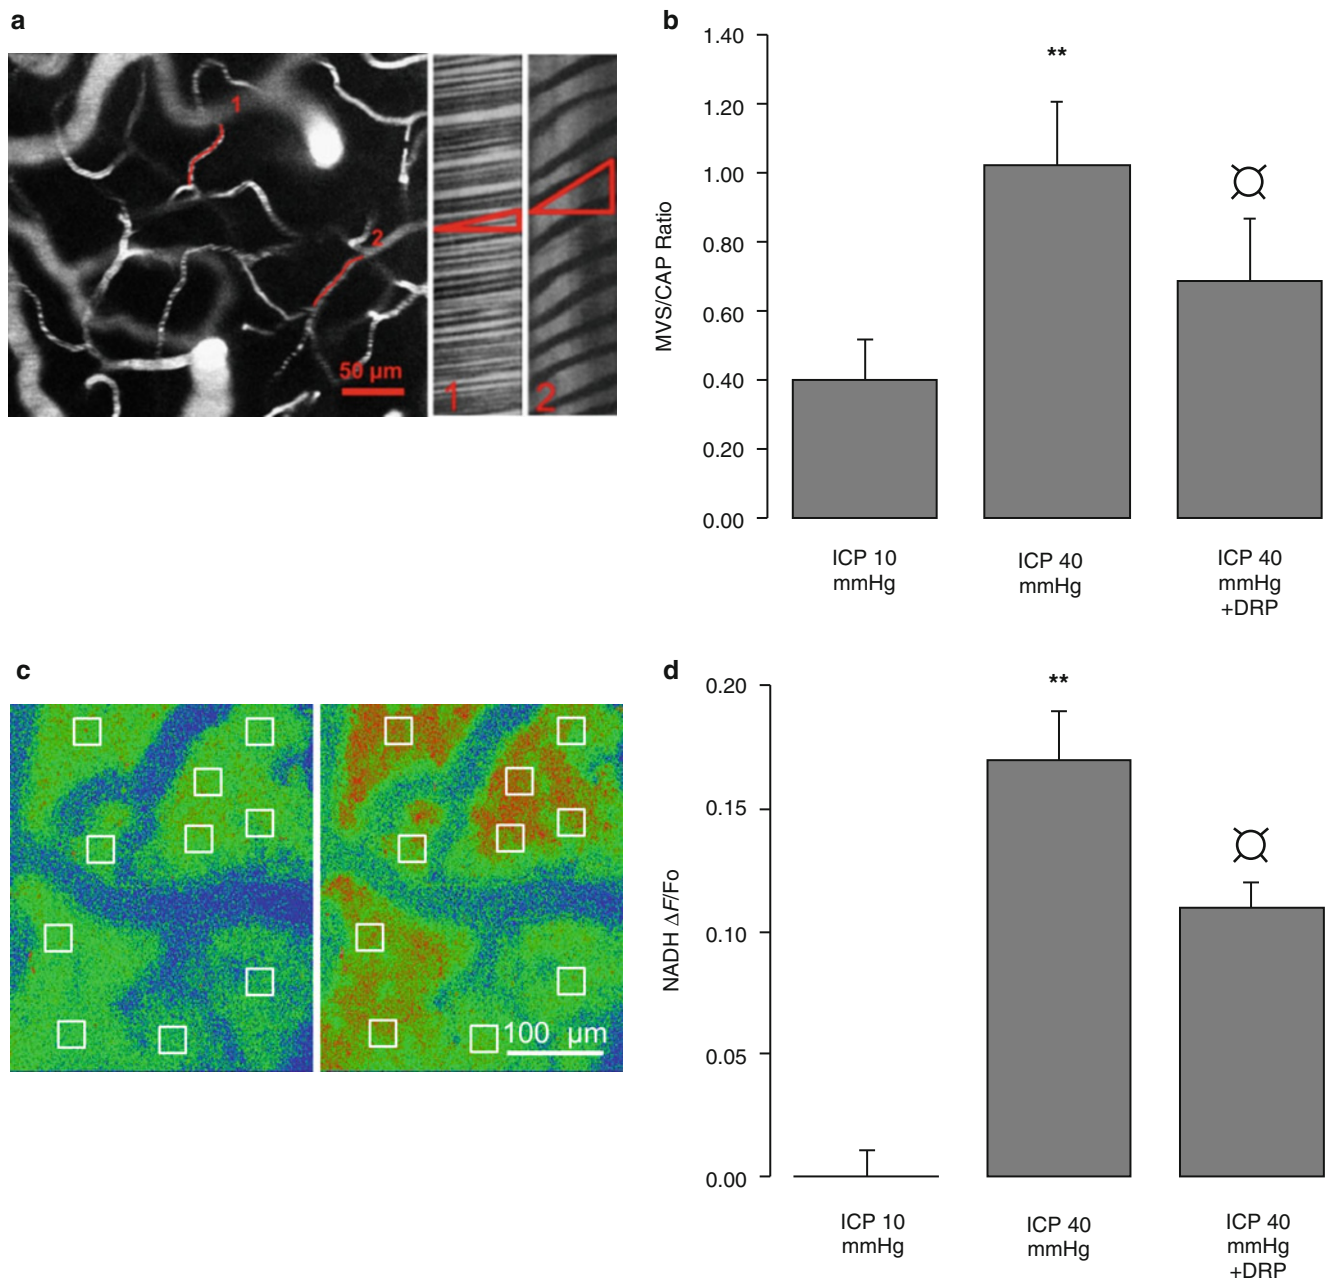 a
1
2
50 µm
1
2
b
1.40
1.20
1.00
0.80
0.60
0.40
0.20
0.00
MVS/CAP Ratio
**
ICP 10
mmHg
ICP 40
mmHg
ICP 40
mmHg
+DRP
c
100 µm
d
0.20
0.15
0.10
0.05
0.00
NADH ΔF/Fo
**
ICP 10
mmHg
ICP 40
mmHg
ICP 40
mmHg
+DRP